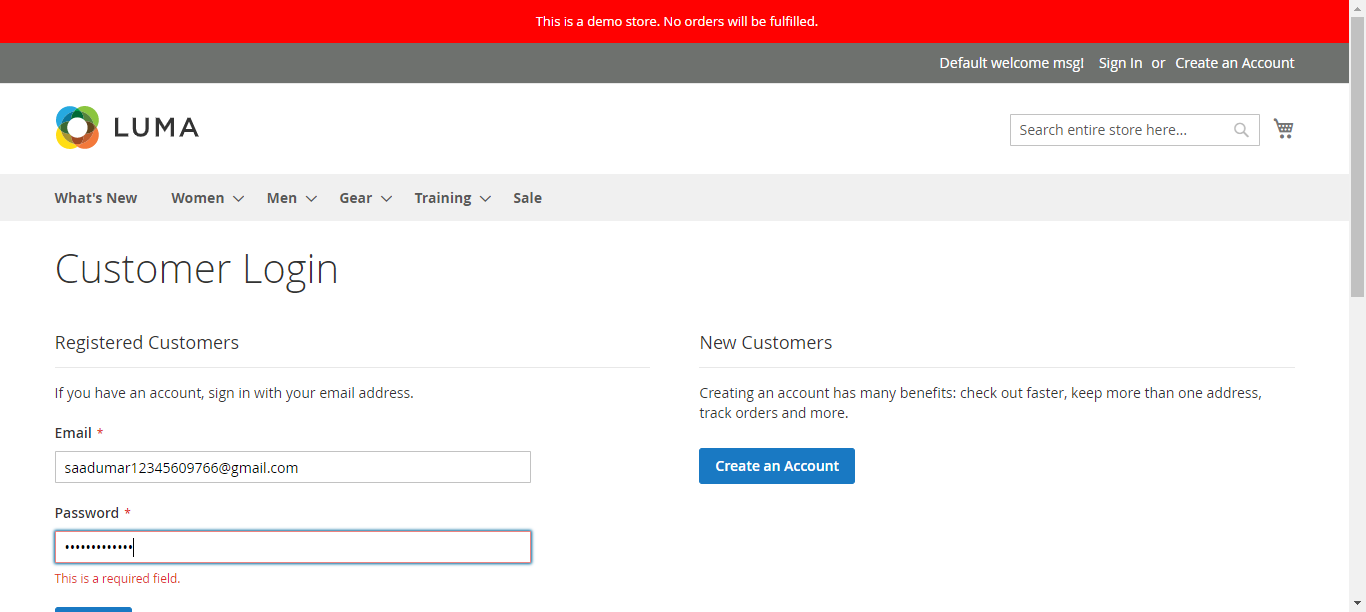 This is a demo store. No orders will be fulfilled.
Default welcome msg! Sign In or Create an Account
LUMA
Search entire store here...
What's New Women Men Gear Training Sale
Customer Login
Registered Customers
If you have an account, sign in with your email address.
Email *
saadumar12345609766@gmail.com
Password *
•••••••••••••
This is a required field.
New Customers
Creating an account has many benefits: check out faster, keep more than one address,
track orders and more.
Create an Account